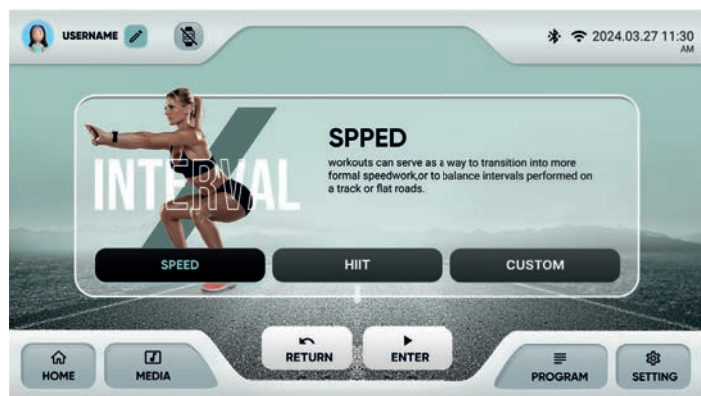 USERNAME
2024.03.27 11:30
AM
INTERVAL
SPPED
workouts can serve as a way to transition into more
formal speedwork,or to balance intervals performed on
a track or flat roads.
SPEED
HIIT
CUSTOM
RETURN
ENTER
HOME
MEDIA
PROGRAM
SETTING